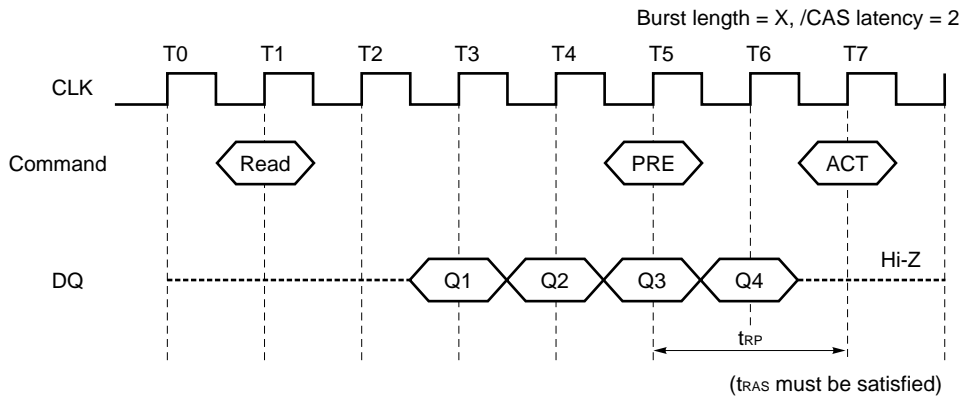 Burst length = X, /CAS latency = 2
T0 T1 T2 T3 T4 T5 T6 T7
CLK
Command Read PRE ACT
Hi-Z
DQ Q1 Q2 Q3 Q4
tRP
(tRAS must be satisfied)